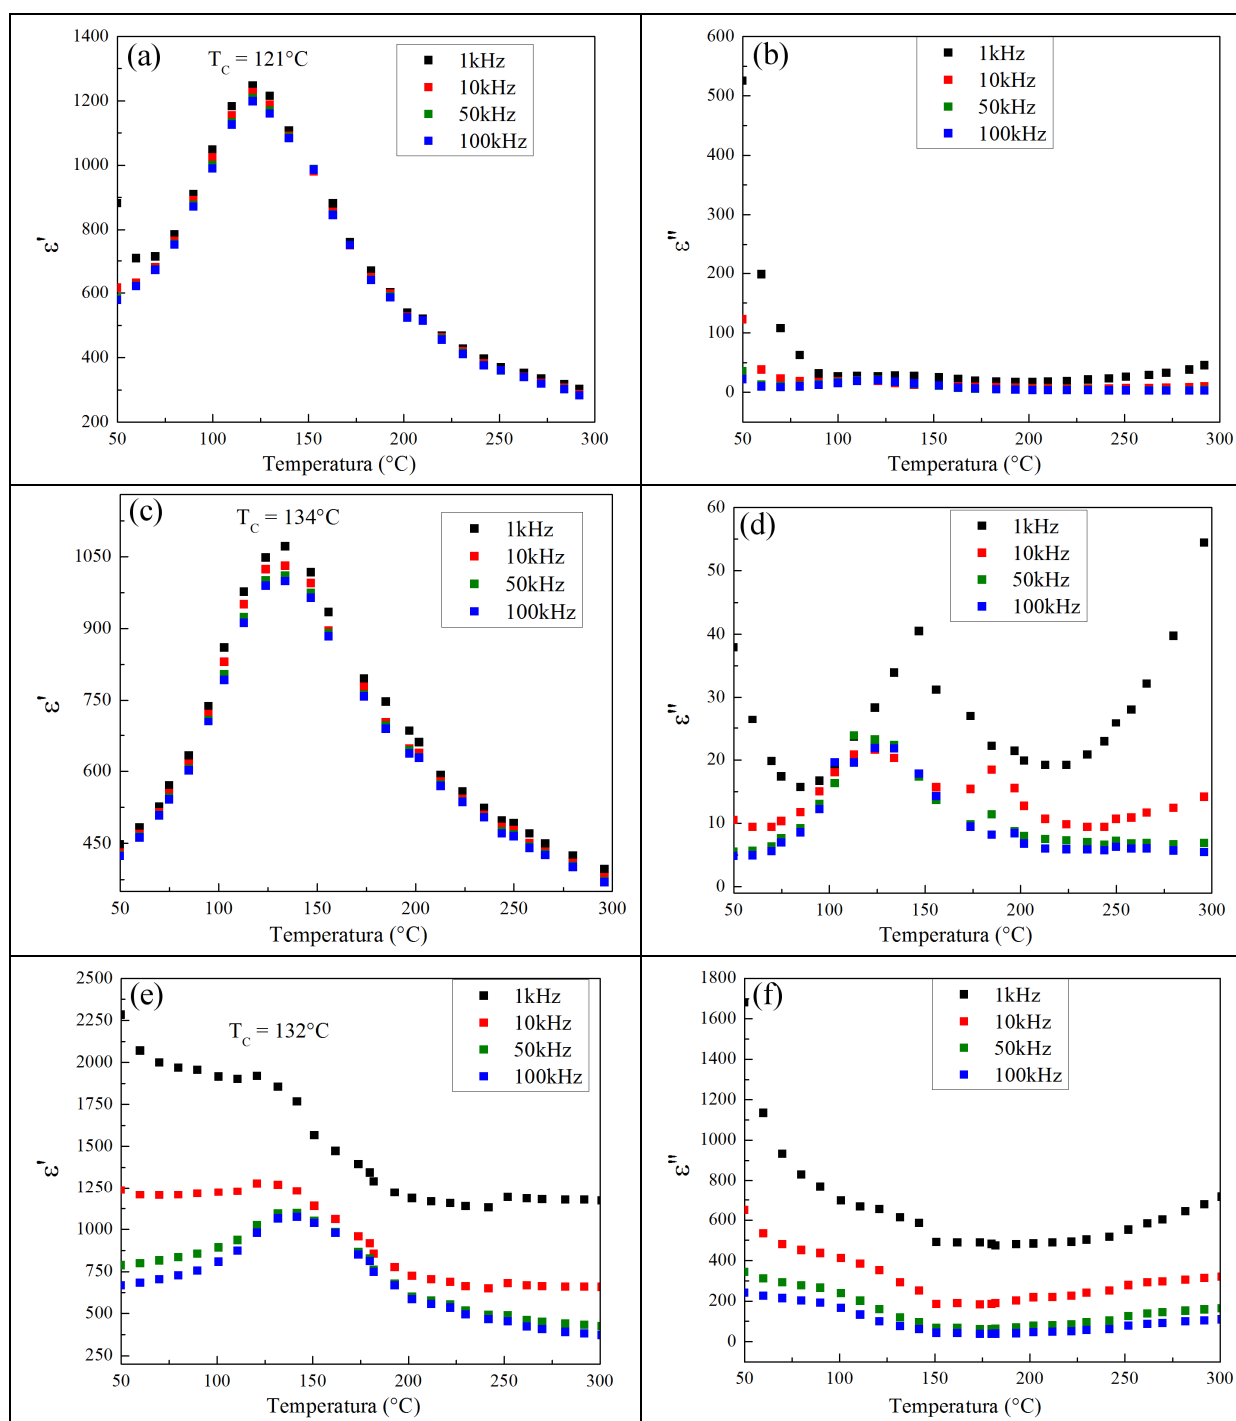 (a)
T_C = 121°C
1kHz
10kHz
50kHz
100kHz
1400
1200
1000
800
600
400
200
ε'
50 100 150 200 250 300
Temperatura (°C)
(b)
1kHz
10kHz
50kHz
100kHz
600
500
400
300
200
100
0
ε"
50 100 150 200 250 300
Temperatura (°C)
(c)
T_C = 134°C
1kHz
10kHz
50kHz
100kHz
1050
900
750
600
450
ε'
50 100 150 200 250 300
Temperatura (°C)
(d)
1kHz
10kHz
50kHz
100kHz
60
50
40
30
20
10
0
ε"
50 100 150 200 250 300
Temperatura (°C)
(e)
T_C = 132°C
1kHz
10kHz
50kHz
100kHz
2500
2250
2000
1750
1500
1250
1000
750
500
250
ε'
50 100 150 200 250 300
Temperatura (°C)
(f)
1kHz
10kHz
50kHz
100kHz
1800
1600
1400
1200
1000
800
600
400
200
0
ε"
50 100 150 200 250 300
Temperatura (°C)